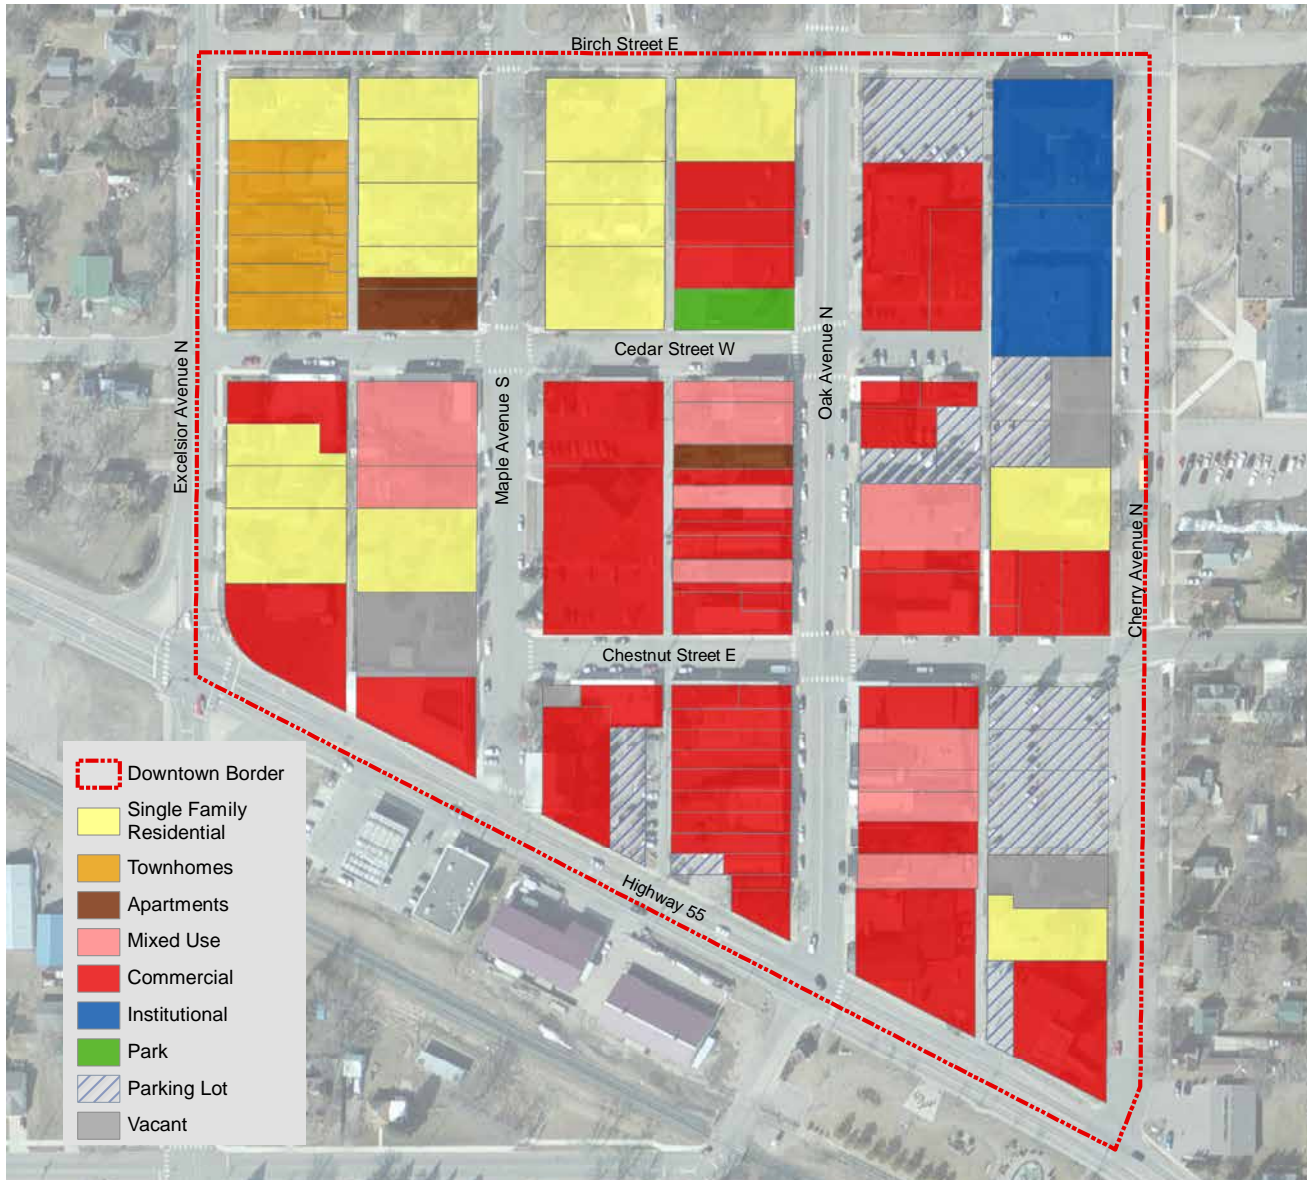 Birch Street E
Cedar Street W
Excelsior Avenue N
Maple Avenue S
Oak Avenue N
Cherry Avenue N
Chestnut Street E
Highway 55
Downtown Border
Single Family
Residential
Townhomes
Apartments
Mixed Use
Commercial
Institutional
Park
Parking Lot
Vacant